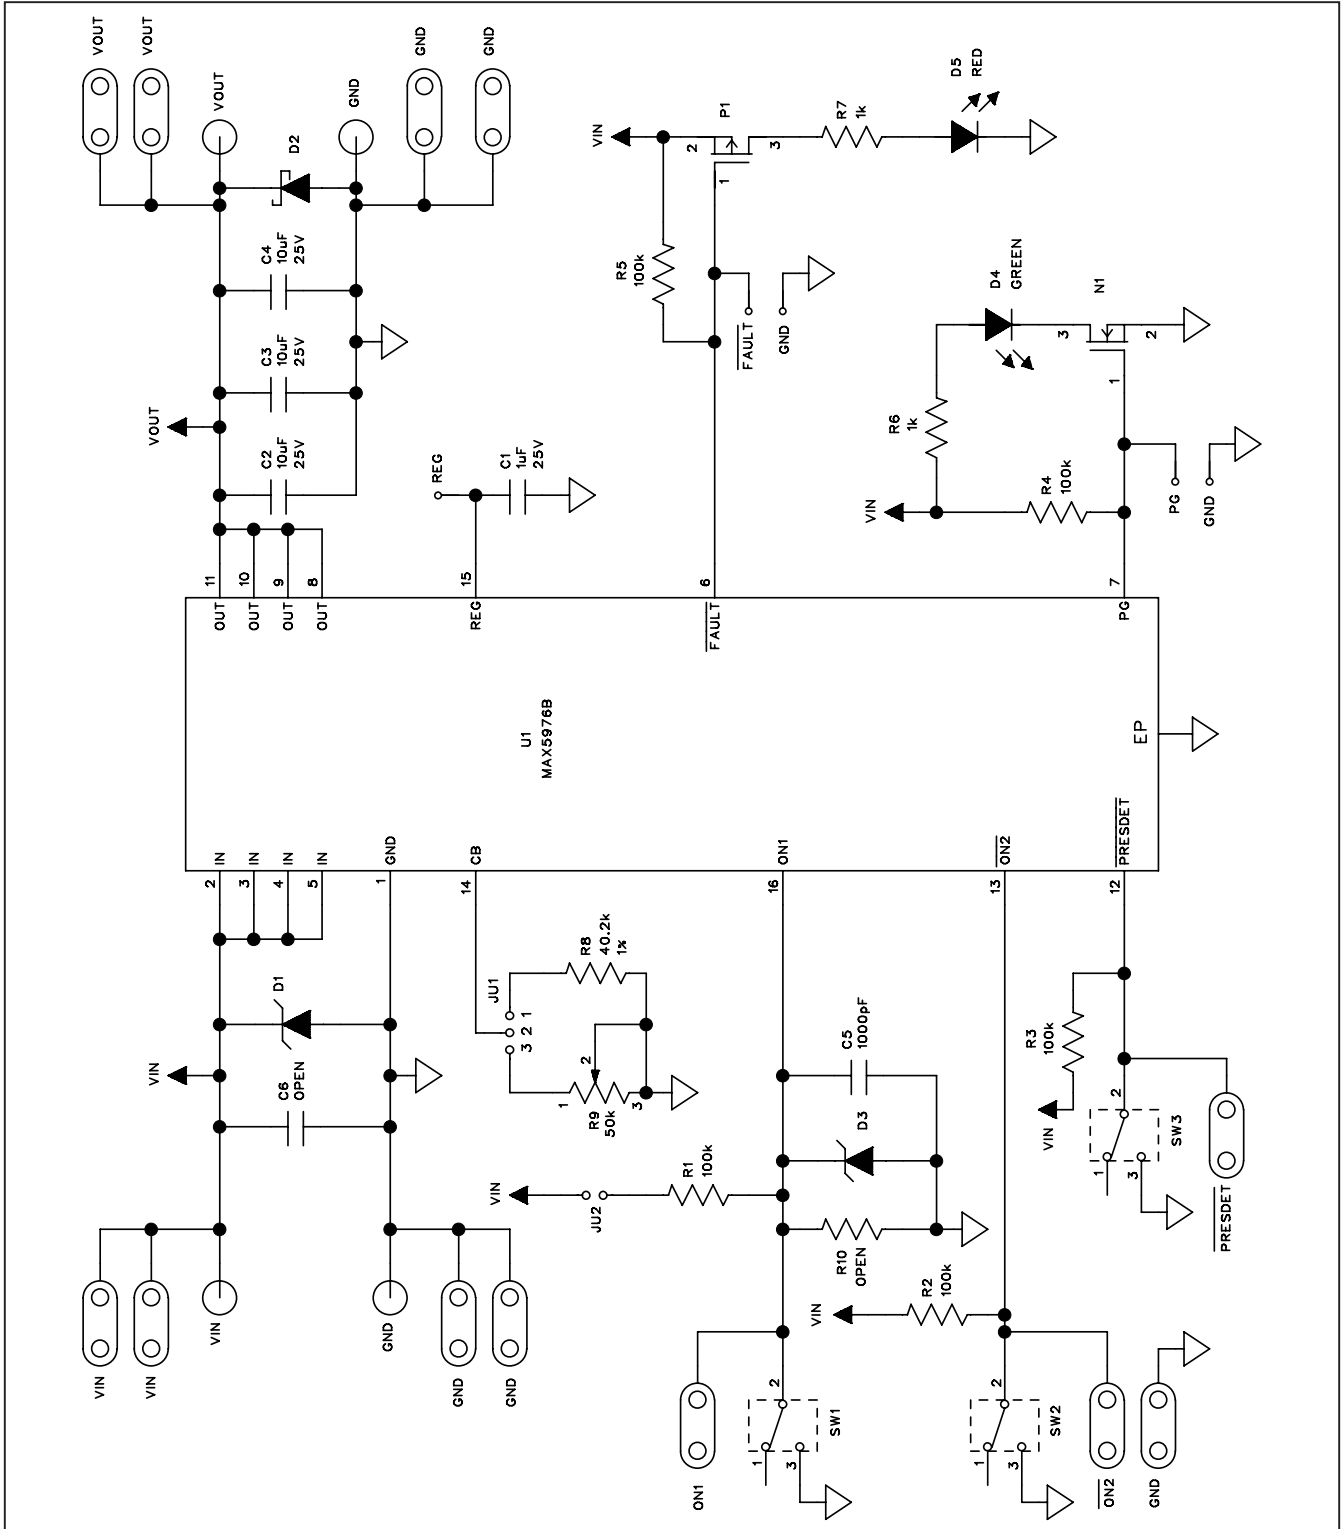 VIN
VIN
VIN
GND
GND
GND
VIN
C6
OPEN
D1
2
3
4
5
1
14
16
13
12
IN
IN
IN
IN
GND
CB
ON1
ON2
PRESDET
JU1
3
2
1
R8
40.2k
1%
R9
50k
1
2
3
VIN
JU2
R1
100k
C5
1000pF
D3
R10
OPEN
ON1
SW1
1
2
3
VIN
R2
100k
SW2
1
2
3
ON2
GND
VIN
R3
100k
SW3
1
2
3
PRESDET
U1
MAX5976B
EP
OUT
OUT
OUT
OUT
REG
FAULT
PG
11
10
9
8
15
6
7
VOUT
C2
10uF
25V
C3
10uF
25V
C4
10uF
25V
D2
VOUT
VOUT
VOUT
GND
GND
GND
REG
C1
1uF
25V
VIN
R5
100k
FAULT
GND
P1
1
2
3
R7
1k
D5
RED
VIN
R6
1k
R4
100k
D4
GREEN
N1
1
3
2
PG
GND